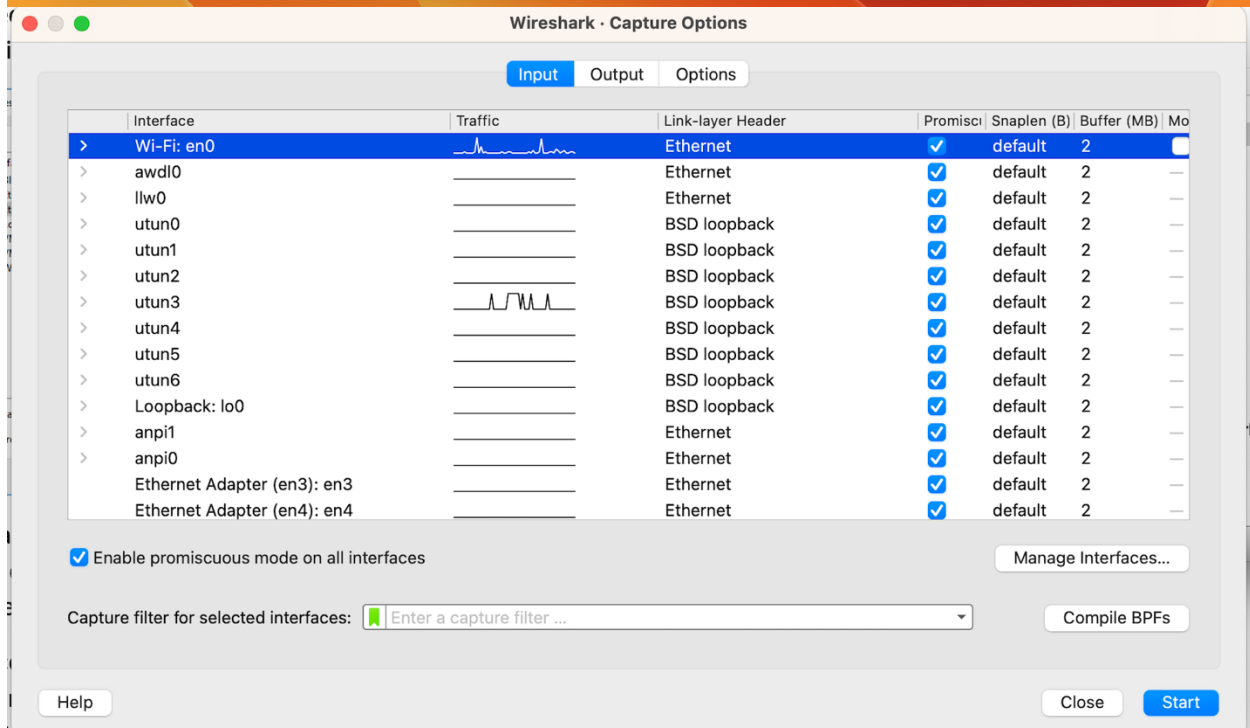 Wireshark · Capture Options
Input Output Options
Interface Traffic Link-layer Header Promisc Snaplen (B) Buffer (MB) Mo
Wi-Fi: en0 Ethernet default 2
awdl0 Ethernet default 2
llw0 Ethernet default 2
utun0 BSD loopback default 2
utun1 BSD loopback default 2
utun2 BSD loopback default 2
utun3 BSD loopback default 2
utun4 BSD loopback default 2
utun5 BSD loopback default 2
utun6 BSD loopback default 2
Loopback: lo0 BSD loopback default 2
anpi1 Ethernet default 2
anpi0 Ethernet default 2
Ethernet Adapter (en3): en3 Ethernet default 2
Ethernet Adapter (en4): en4 Ethernet default 2
Enable promiscuous mode on all interfaces Manage Interfaces...
Capture filter for selected interfaces: Enter a capture filter ... Compile BPFs
Help Close Start